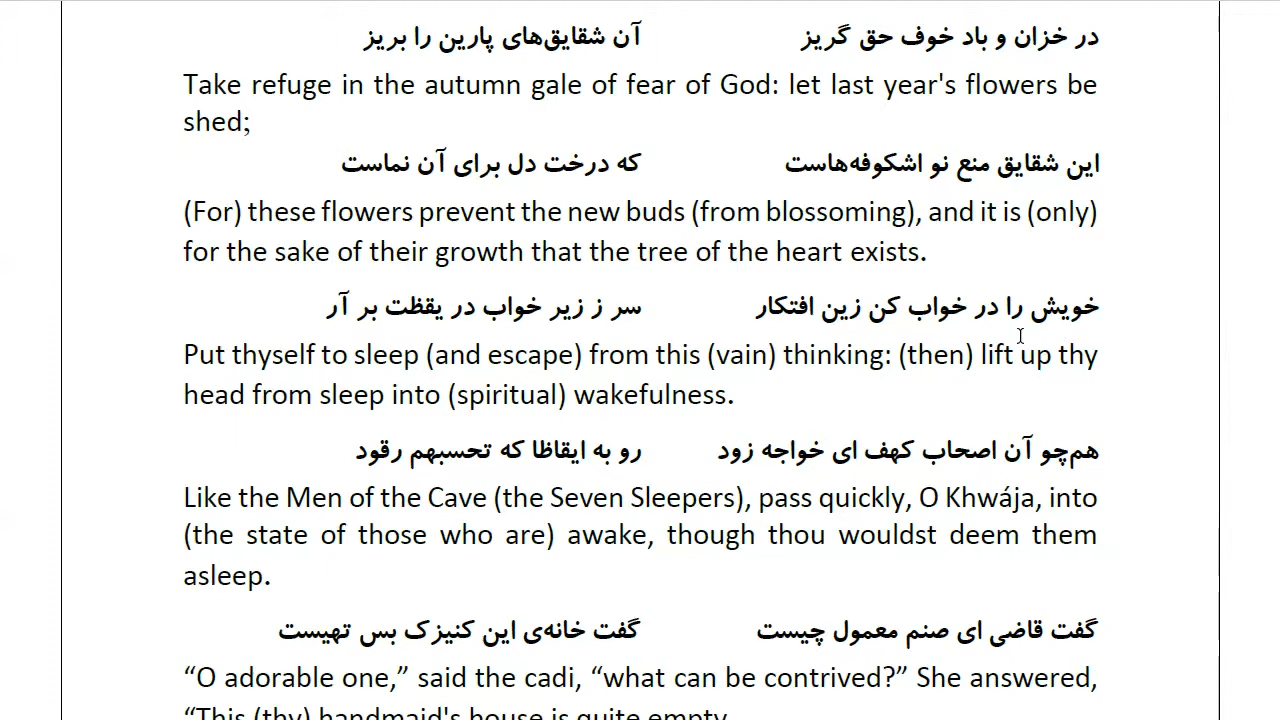 در خزان و باد خوف حق گریز آن شقایق‌های پارین را بریز
Take refuge in the autumn gale of fear of God: let last year's flowers be
shed;
این شقایق منع نو اشکوفه‌هاست که درخت دل برای آن نماست
(For) these flowers prevent the new buds (from blossoming), and it is (only)
for the sake of their growth that the tree of the heart exists.
خویش را در خواب کن زین افتکار سر ز زیر خواب در یقظت بر آر
Put thyself to sleep (and escape) from this (vain) thinking: (then) lift up thy
head from sleep into (spiritual) wakefulness.
هم‌چو آن اصحاب کهف ای خواجه زود رو به ایقاظا که تحسبهم رقود
Like the Men of the Cave (the Seven Sleepers), pass quickly, O Khwája, into
(the state of those who are) awake, though thou wouldst deem them
asleep.
گفت قاضی ای صنم معمول چیست گفت خانه‌ی این کنیزک بس تهیست
“O adorable one,” said the cadi, “what can be contrived?” She answered,
“This (thy) handmaid's house is quite empty.